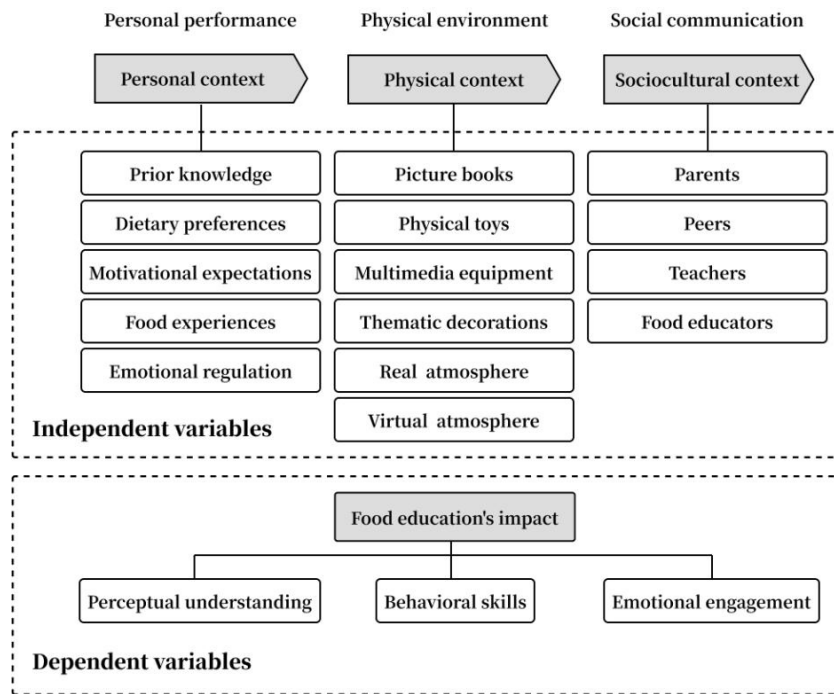 Personal performance Physical environment Social communication
Personal context Physical context Sociocultural context
Prior knowledge Picture books Parents
Dietary preferences Physical toys Peers
Motivational expectations Multimedia equipment Teachers
Food experiences Thematic decorations Food educators
Emotional regulation Real atmosphere
Virtual atmosphere
Independent variables
Food education's impact
Perceptual understanding Behavioral skills Emotional engagement
Dependent variables